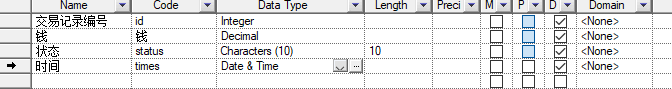 Name Code Data Type Length Preci M P D Domain
交易记录编号 id Integer <None>
钱 钱 Decimal <None>
状态 status Characters (10) 10 <None>
时间 times Date & Time ... <None>